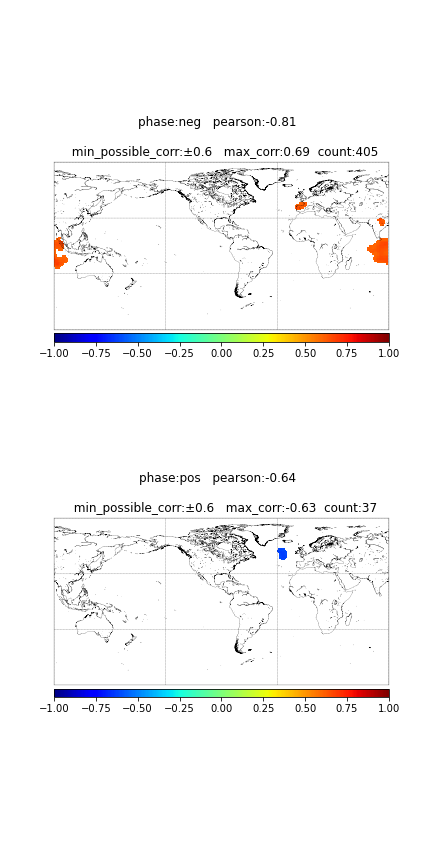 phase:neg pearson:-0.81
min_possible_corr:±0.6 max_corr:0.69 count:405
−1.00 −0.75 −0.50 −0.25 0.00 0.25 0.50 0.75 1.00
phase:pos pearson:-0.64
min_possible_corr:±0.6 max_corr:-0.63 count:37
−1.00 −0.75 −0.50 −0.25 0.00 0.25 0.50 0.75 1.00